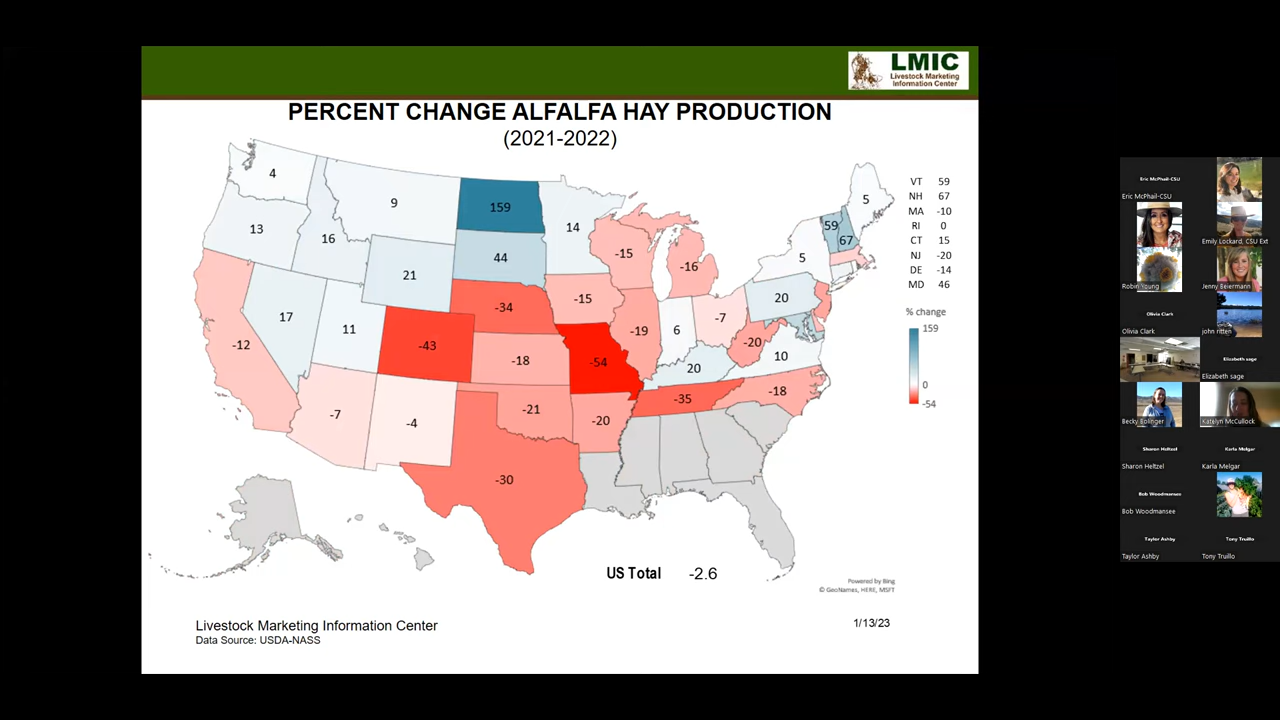 LMIC
Livestock Marketing
Information Center
PERCENT CHANGE ALFALFA HAY PRODUCTION
(2021-2022)
4
9
159
14
5
13
16
44
59
67
-15
-16
5
21
-34
-15
20
17
11
-43
-18
-54
-19
6
-7
-20
10
-12
20
-7
-4
-21
-20
-35
-18
-30
VT 59
NH 67
MA -10
RI 0
CT 15
NJ -20
DE -14
MD 46
% change
159
0
-54
US Total -2.6
Powered by Bing
© GeoNames, HERE, MSFT
Livestock Marketing Information Center
Data Source: USDA-NASS
1/13/23
Eric McPhail-CSU
Eric McPhail-CSU
Emily Lockard, CSU Ext
Robin Young
Jenny Beiermann
Olivia Clark
Olivia Clark
john ritten
Elizabeth sage
Elizabeth sage
Becky Bolinger
Katelyn McCullock
Sharon Heltzel
Karla Melgar
Sharon Heltzel
Karla Melgar
Bob Woodmansee
Bob Woodmansee
Taylor Ashby
Tony Truillo
Taylor Ashby
Tony Truillo